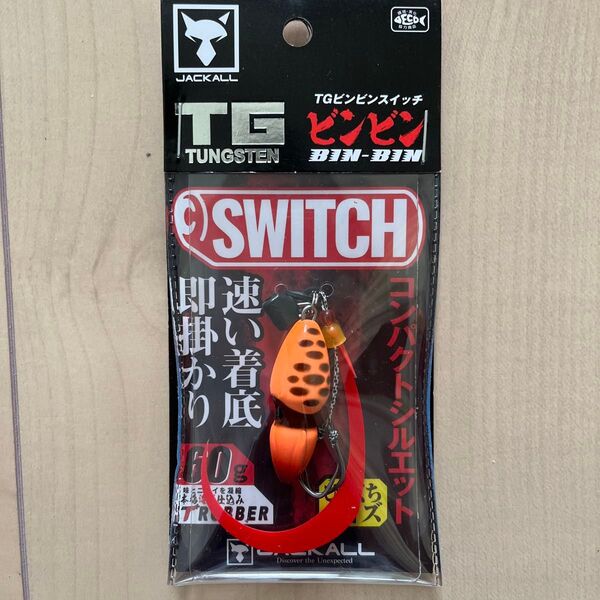 JACKALL
TG
TUNGSTEN
TGビンビンスイッチ
ビンビン
BIN-BIN
SWITCH
速い着底
即掛かり
コンパクトシルエット
60g
T RUBBER
JACKALL
Discover the Unexpected